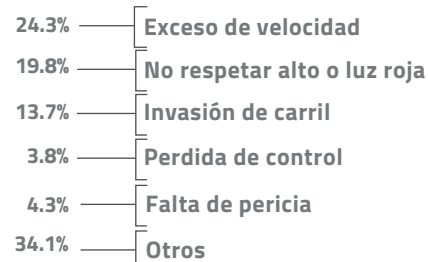 24.3% Exceso de velocidad
19.8% No respetar alto o luz roja
13.7% Invasión de carril
3.8% Perdida de control
4.3% Falta de pericia
34.1% Otros